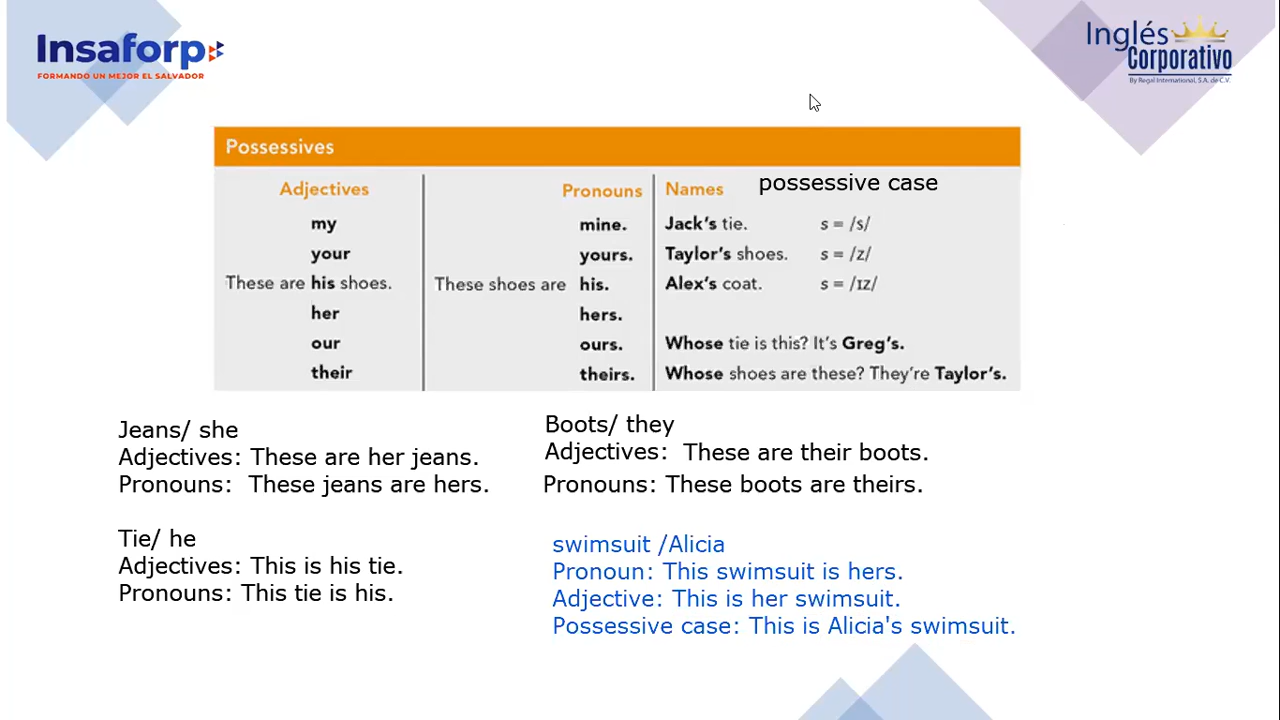 Insaforp
FORMANDO UN MEJOR EL SALVADOR
Inglés
Corporativo
By Regal International, S.A. de C.V.
Possessives
Adjectives
my
your
These are his shoes.
her
our
their
Pronouns
mine.
yours.
These shoes are his.
hers.
ours.
theirs.
Names possessive case
Jack's tie. s = /s/
Taylor's shoes. s = /z/
Alex's coat. s = /ɪz/
Whose tie is this? It's Greg's.
Whose shoes are these? They're Taylor's.
Jeans/ she
Adjectives: These are her jeans.
Pronouns: These jeans are hers.
Tie/ he
Adjectives: This is his tie.
Pronouns: This tie is his.
Boots/ they
Adjectives: These are their boots.
Pronouns: These boots are theirs.
swimsuit /Alicia
Pronoun: This swimsuit is hers.
Adjective: This is her swimsuit.
Possessive case: This is Alicia's swimsuit.